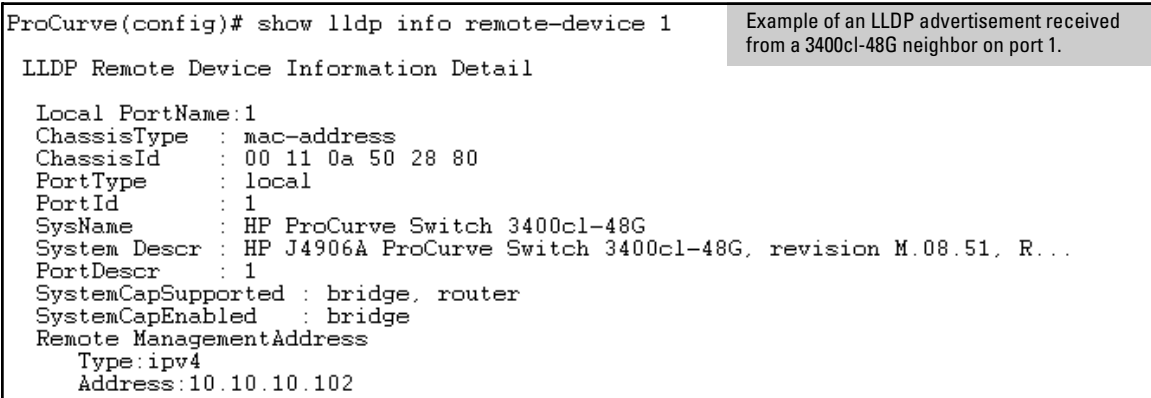 ProCurve(config)# show lldp info remote-device 1
Example of an LLDP advertisement received
from a 3400cl-48G neighbor on port 1.
LLDP Remote Device Information Detail
Local PortName:1
ChassisType : mac-address
ChassisId : 00 11 0a 50 28 80
PortType : local
PortId : 1
SysName : HP ProCurve Switch 3400cl-48G
System Descr : HP J4906A ProCurve Switch 3400cl-48G, revision M.08.51, R...
PortDescr : 1
SystemCapSupported : bridge, router
SystemCapEnabled : bridge
Remote ManagementAddress
Type:ipv4
Address:10.10.10.102